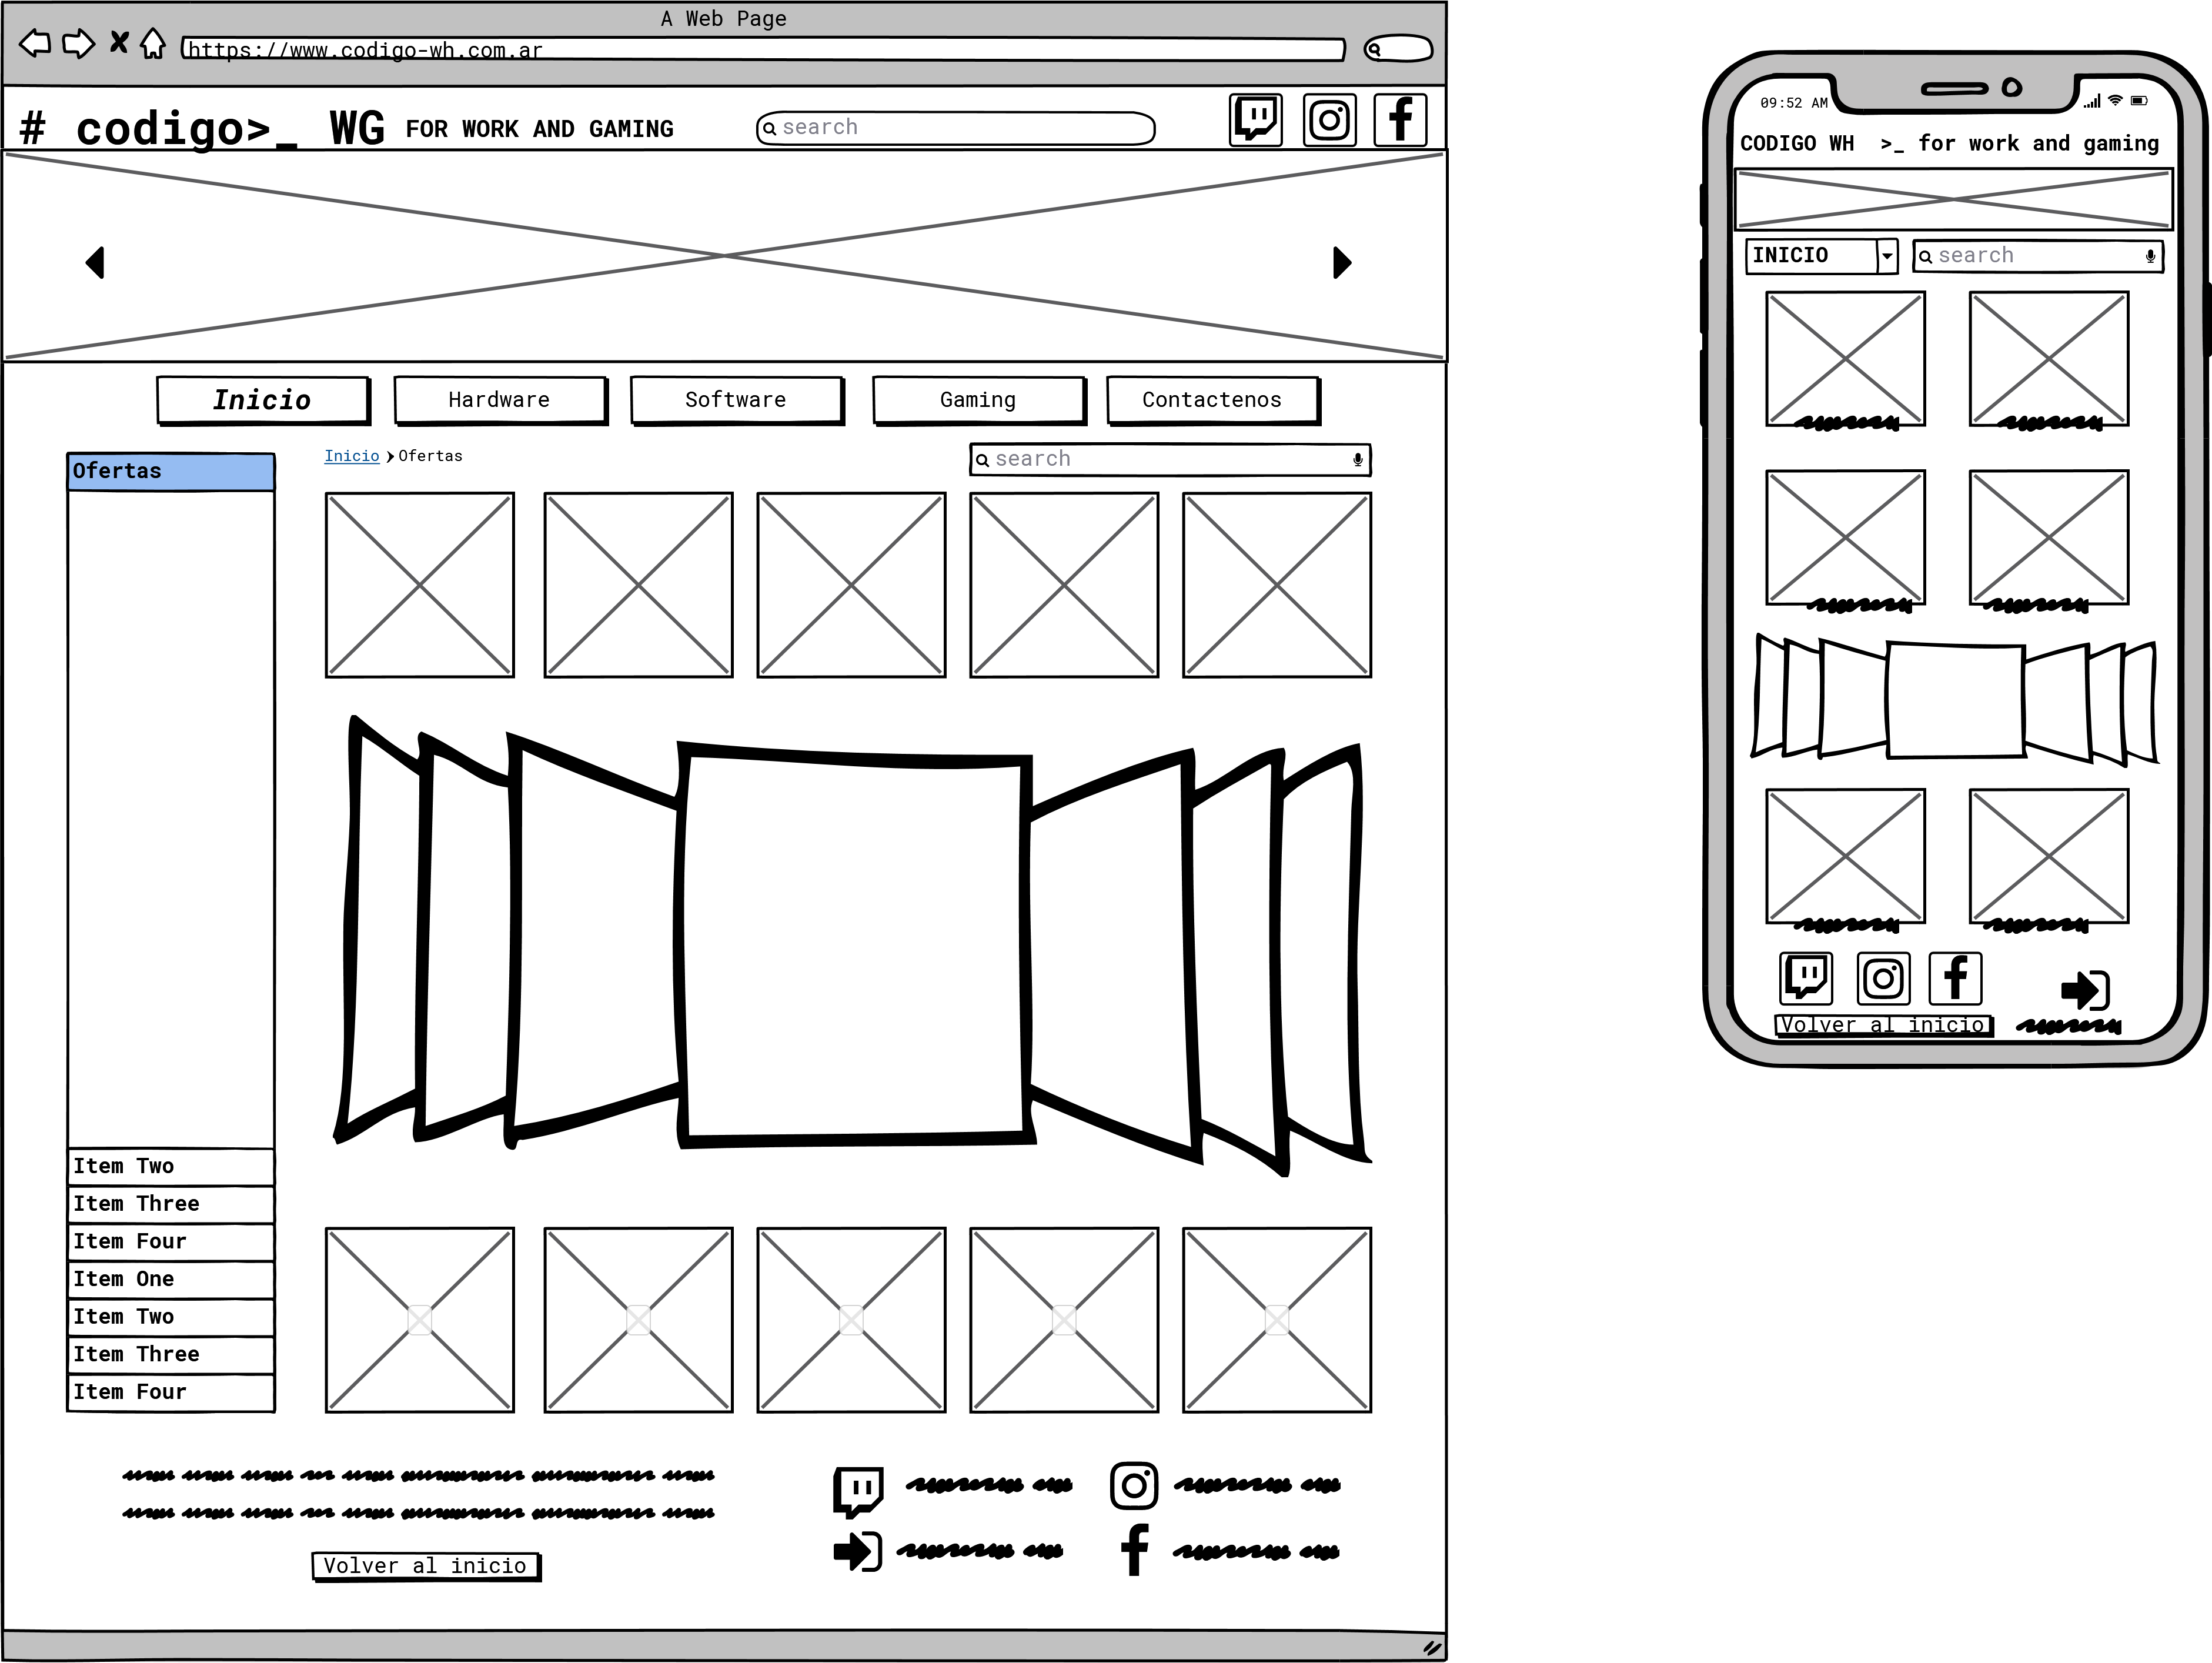 A Web Page
https://www.codigo-wh.com.ar
# codigo>_ WG FOR WORK AND GAMING
search
Inicio
Hardware
Software
Gaming
Contactenos
Ofertas
Inicio Ofertas
search
Item Two
Item Three
Item Four
Item One
Item Two
Item Three
Item Four
Volver al inicio
09:52 AM
CODIGO WH >_ for work and gaming
INICIO
search
Volver al inicio